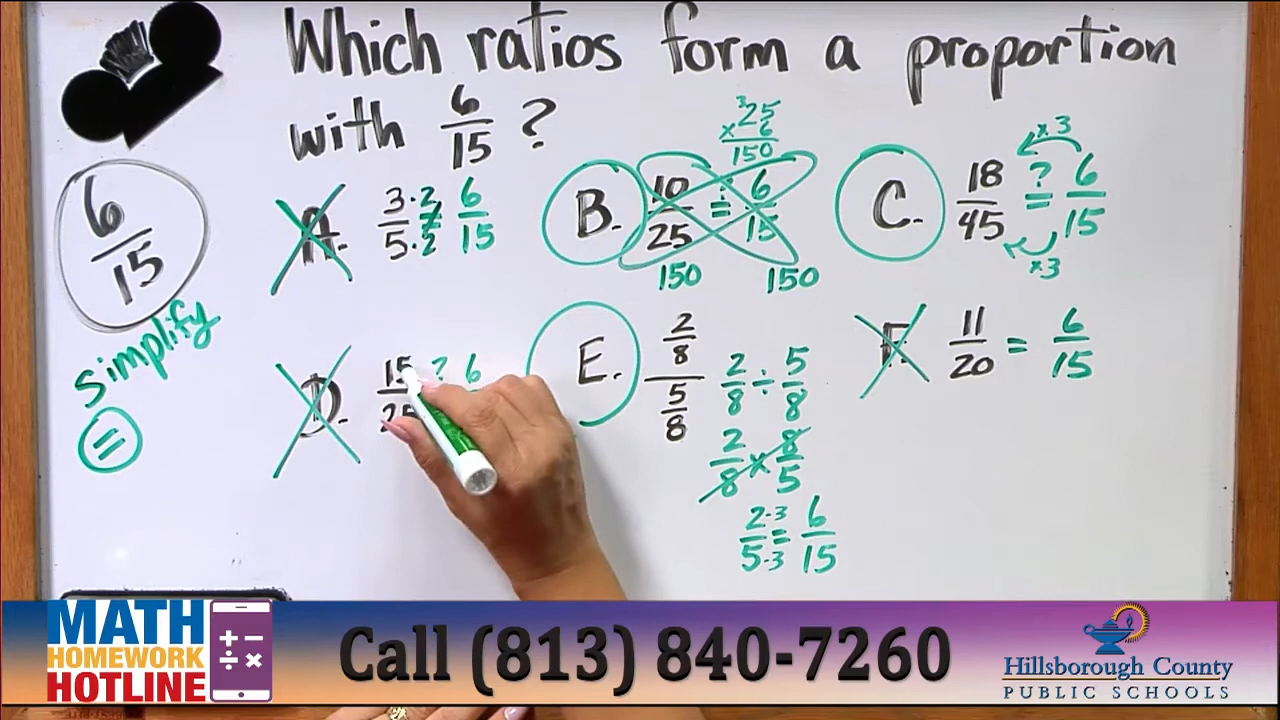 Which ratios form a proportion
with 6/15 ?
6/15
Simplify
=
A. 3/5 ·2/·2 ≠ 6/15
B. 10/25 ?= 6/15
25
× 6
150
150 150
C. 18/45 ?= 6/15
×3
×3
D. 15/25 ? 6
E. 2/8 / 5/8
2/8 ÷ 5/8
2/8 × 8/5
2·3/5·3 = 6/15
F. 11/20 = 6/15
MATH
HOMEWORK
HOTLINE
+ −
÷ ×
Call (813) 840-7260
Hillsborough County
PUBLIC SCHOOLS